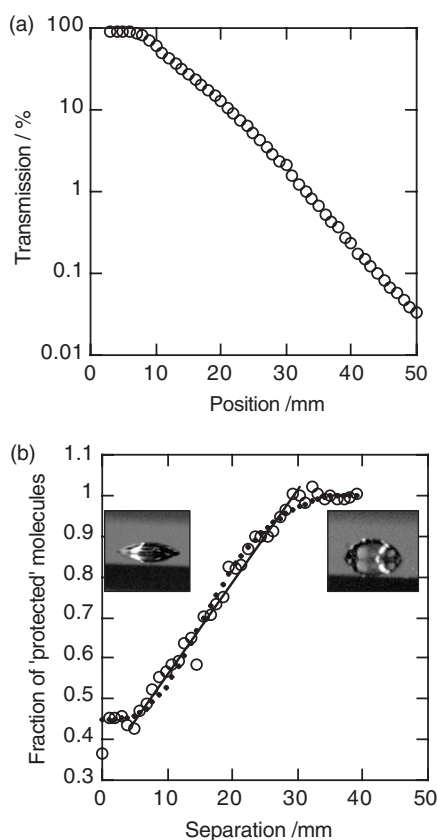 (a)
100
10
1
0.1
0.01
Transmission / %
0 10 20 30 40 50
Position /mm
(b)
1.1
1
0.9
0.8
0.7
0.6
0.5
0.4
0.3
Fraction of 'protected' molecules
0 10 20 30 40 50
Separation /mm